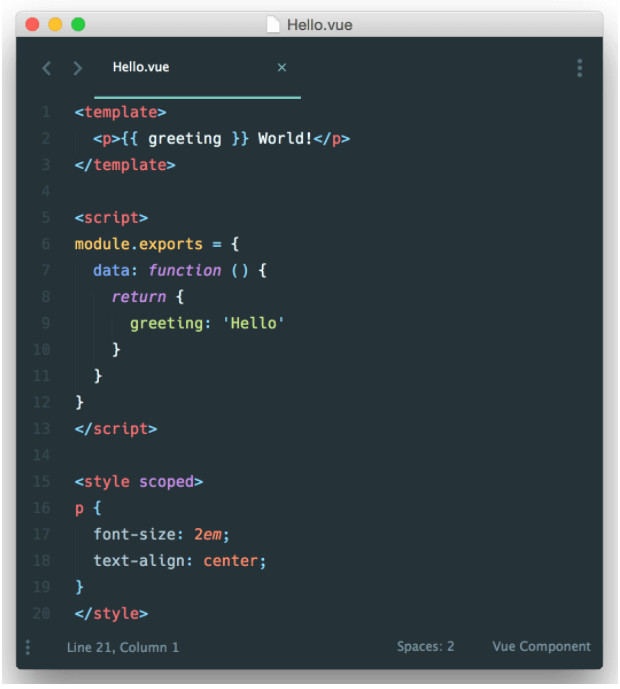 Hello.vue
Hello.vue ×
1 <template>
2   <p>{{ greeting }} World!</p>
3 </template>
4
5 <script>
6 module.exports = {
7   data: function () {
8     return {
9       greeting: 'Hello'
10     }
11   }
12 }
13 </script>
14
15 <style scoped>
16 p {
17   font-size: 2em;
18   text-align: center;
19 }
20 </style>
Line 21, Column 1 Spaces: 2 Vue Component